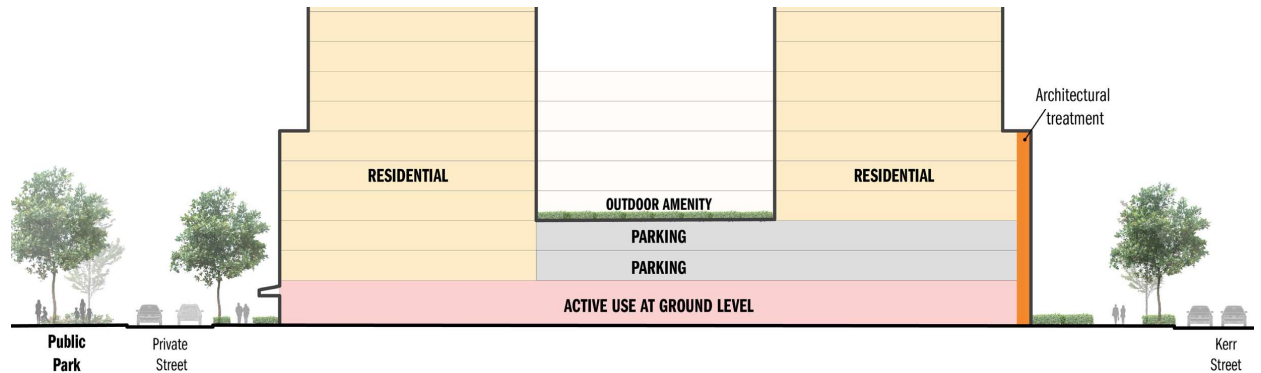 Architectural
treatment
RESIDENTIAL
RESIDENTIAL
OUTDOOR AMENITY
PARKING
PARKING
ACTIVE USE AT GROUND LEVEL
Public
Park
Private
Street
Kerr
Street